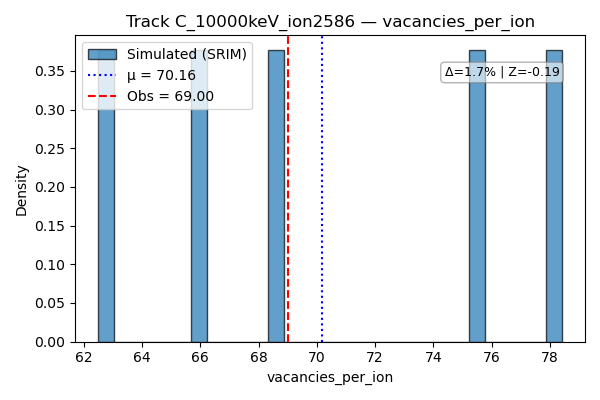 Track C_10000keV_ion2586 — vacancies_per_ion
Simulated (SRIM)
μ = 70.16
Obs = 69.00
Δ=1.7% | Z=-0.19
Density
0.35
0.30
0.25
0.20
0.15
0.10
0.05
0.00
62 64 66 68 70 72 74 76 78
vacancies_per_ion